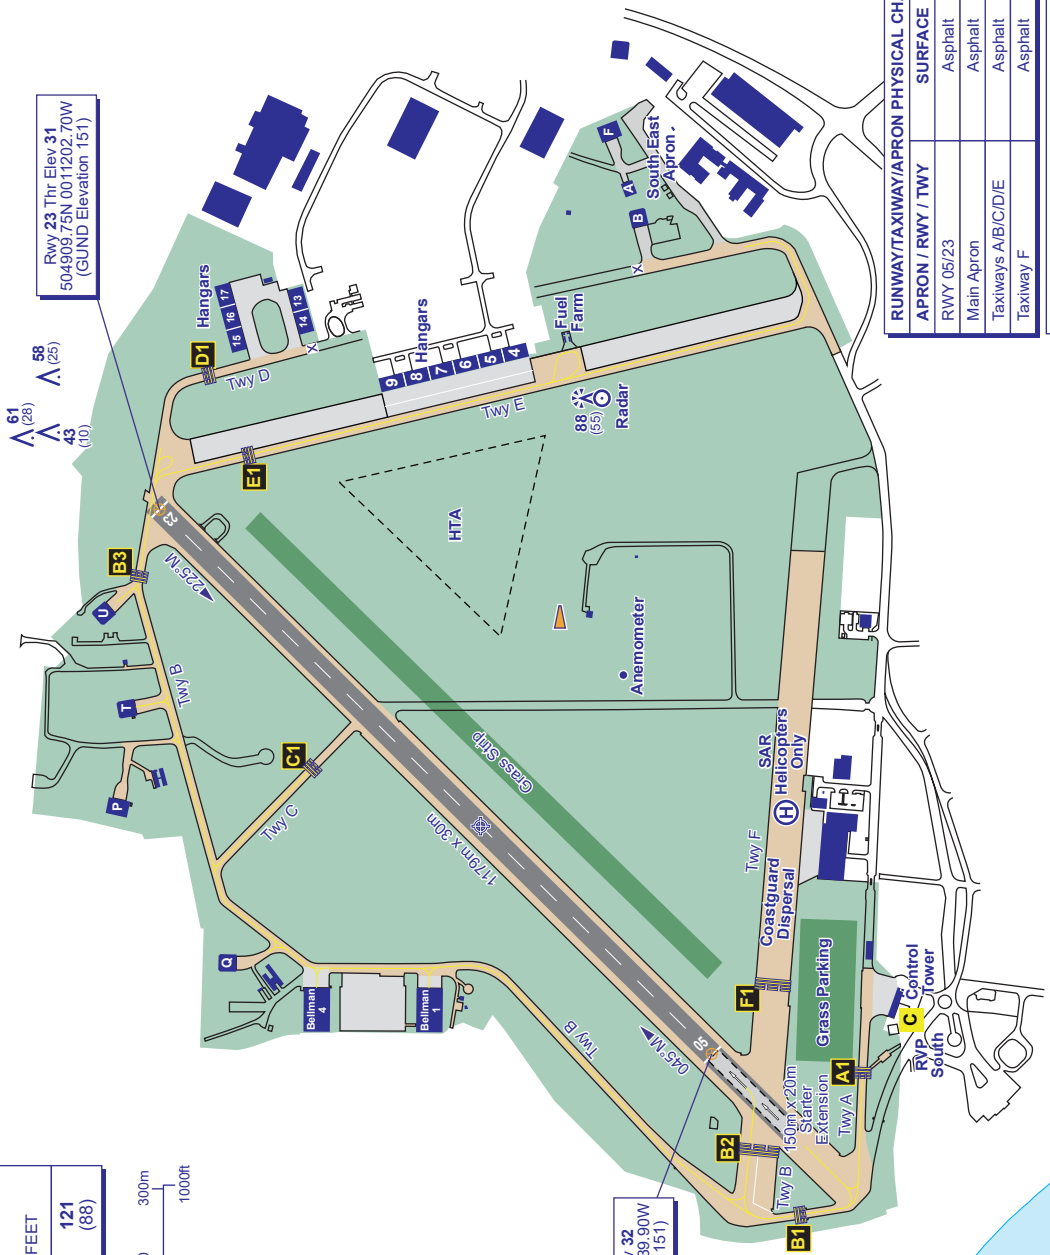 Rwy 23 Thr Elev 31
504909.75N 0011202.70W
(GUND Elevation 151)
61
(28)
43
(10)
58
(25)
RUNWAY/TAXIWAY/APRON PHYSICAL CH
APRON / RWY / TWY
SURFACE
RWY 05/23
Asphalt
Main Apron
Asphalt
Taxiways A/B/C/D/E
Asphalt
Taxiway F
Asphalt
Hangars
17
16
15
13
14
X
D1
Twy D
Hangars
9
8
7
6
5
4
Twy E
E1
Fuel
Farm
88
(55)
Radar
South East
Apron
F
A
B
X
HTA
B3
U
T
P
Q
Twy B
23
225°M
C1
Twy C
1179m x 30m
Grass Strip
Anemometer
SAR
Helicopters
Only
H
Twy F
Coastguard
Dispersal
F1
Grass Parking
Control
Tower
C
RVP
South
A1
Twy A
150m x 20m
Starter
Extension
05
045°M
Bellman
4
Bellman
1
Twy B
B2
Twy B
B1
32
39.90W
151)
FEET
121
(88)
300m
1000ft